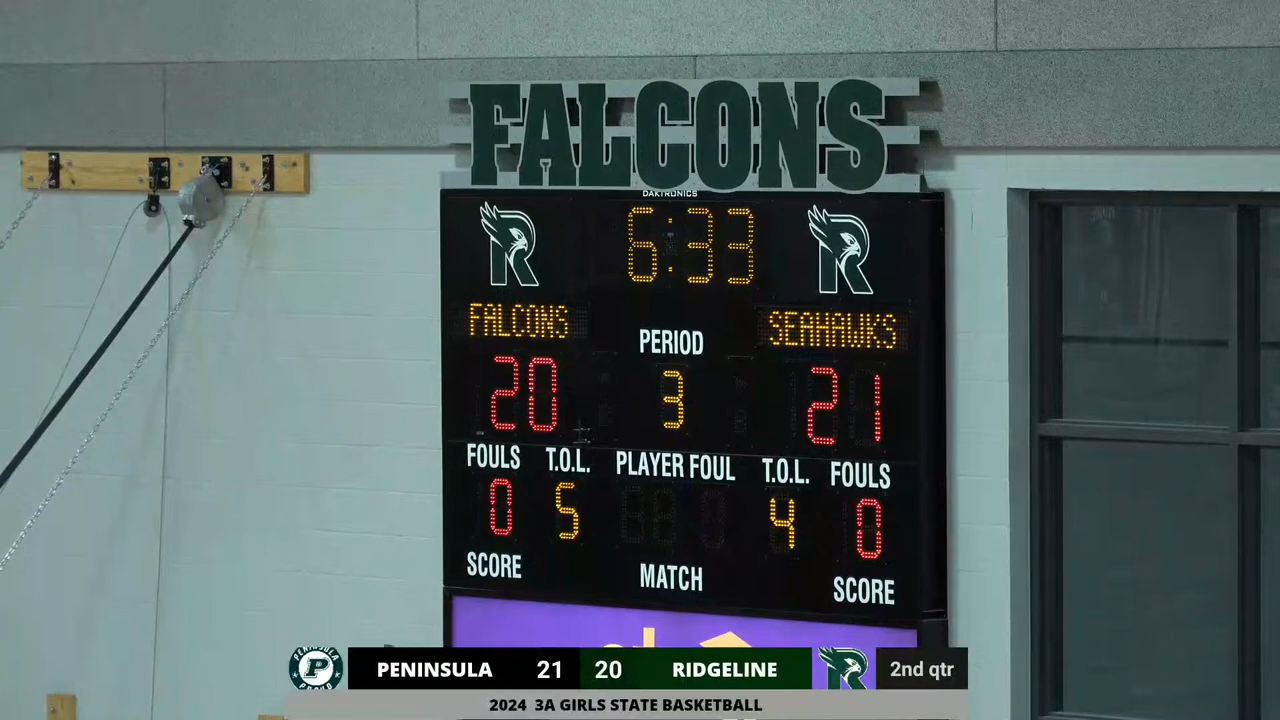 FALCONS
DAKTRONICS
6:33
FALCONS SEAHAWKS
PERIOD
20 3 21
FOULS T.O.L. PLAYER FOUL T.O.L. FOULS
0 5 4 0
SCORE MATCH SCORE
PENINSULA 21 20 RIDGELINE 2nd qtr
2024 3A GIRLS STATE BASKETBALL